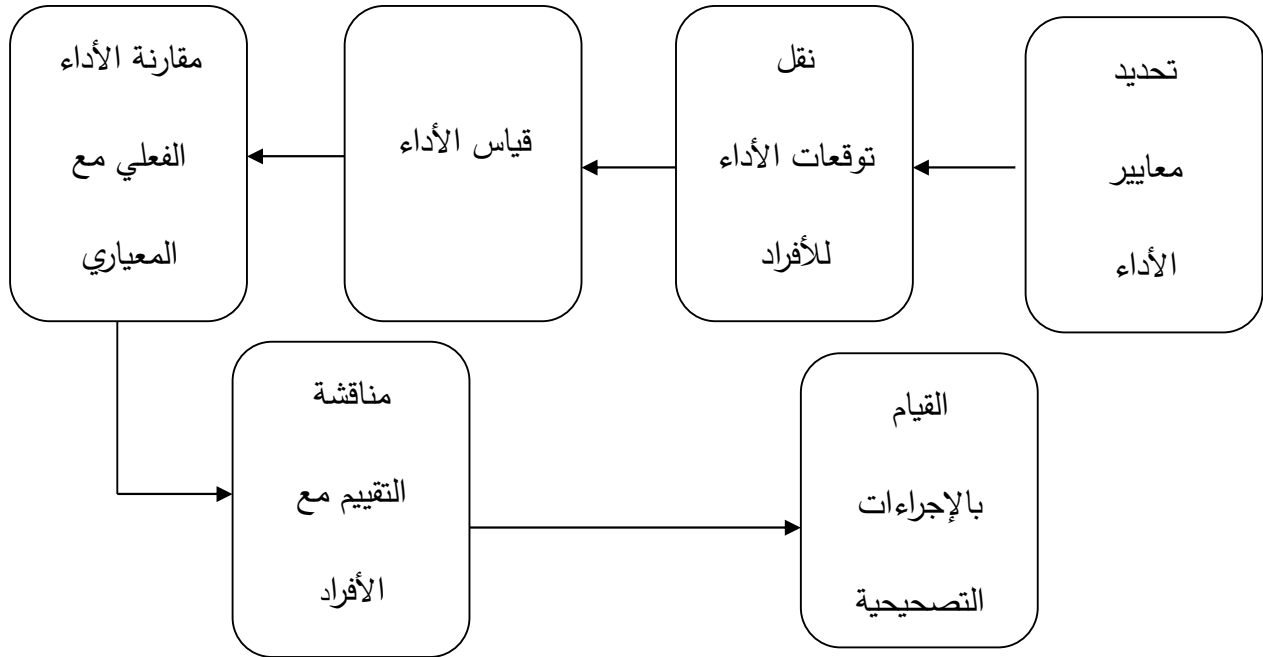 تحديد
معايير
الأداء
نقل
توقعات الأداء
للأفراد
قياس الأداء
مقارنة الأداء
الفعلي مع
المعياري
مناقشة
التقييم مع
الأفراد
القيام
بالإجراءات
التصحيحية